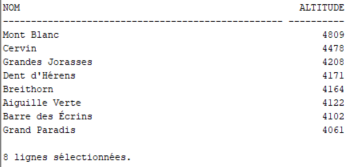 NOM ALTITUDE
-------------------------------------------------- ----------
Mont Blanc 4809
Cervin 4478
Grandes Jorasses 4208
Dent d'Hérens 4171
Breithorn 4164
Aiguille Verte 4122
Barre des Écrins 4102
Grand Paradis 4061
8 lignes sélectionnées.